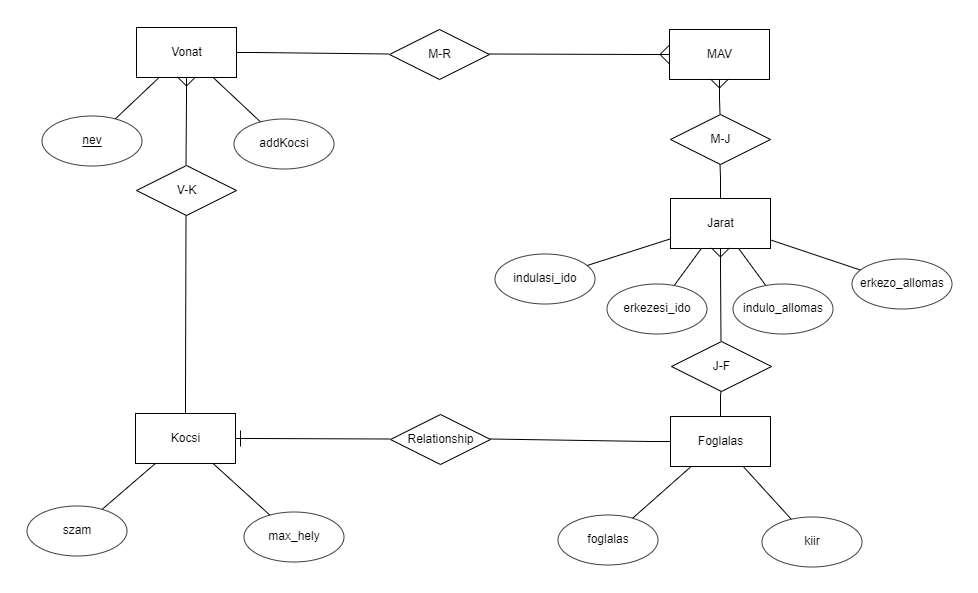 Vonat
M-R
MAV
nev
addKocsi
M-J
V-K
Jarat
indulasi_ido
erkezesi_ido
indulo_allomas
erkezo_allomas
J-F
Kocsi
Relationship
Foglalas
szam
max_hely
foglalas
kiir